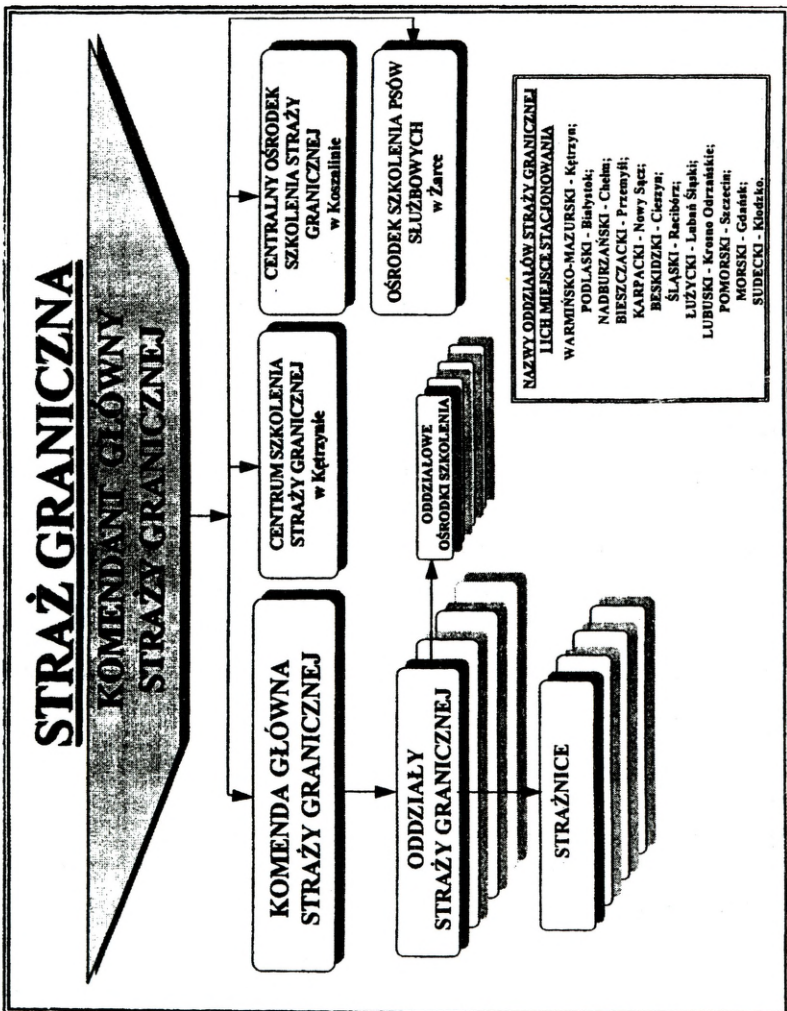 STRAŻ GRANICZNA
KOMENDANT GŁÓWNY
STRAŻY GRANICZNEJ
KOMENDA GŁÓWNA
STRAŻY GRANICZNEJ
CENTRUM SZKOLENIA
STRAŻY GRANICZNEJ
w Kętrzynie
CENTRALNY OŚRODEK
SZKOLENIA STRAŻY
GRANICZNEJ
w Koszalinie
OŚRODEK SZKOLENIA PSÓW
SŁUŻBOWYCH
w Żarce
ODDZIAŁY
STRAŻY GRANICZNEJ
ODDZIAŁOWE
OŚRODKI SZKOLENIA
STRAŻNICE
NAZWY ODDZIAŁÓW STRAŻY GRANICZNEJ
I ICH MIEJSCE STACJONOWANIA
WARMIŃSKO-MAZURSKI - Kętrzyn;
PODLASKI - Białystok;
NADBURZAŃSKI - Chełm;
BIESZCZACKI - Przemyśl;
KARPACKI - Nowy Sącz;
BESKIDZKI - Cieszyn;
ŚLĄSKI - Racibórz;
ŁUŻYCKI - Lubań Śląski;
LUBUSKI - Krosno Odrzańskie;
POMORSKI - Szczecin;
MORSKI - Gdańsk;
SUDECKI - Kłodzko.